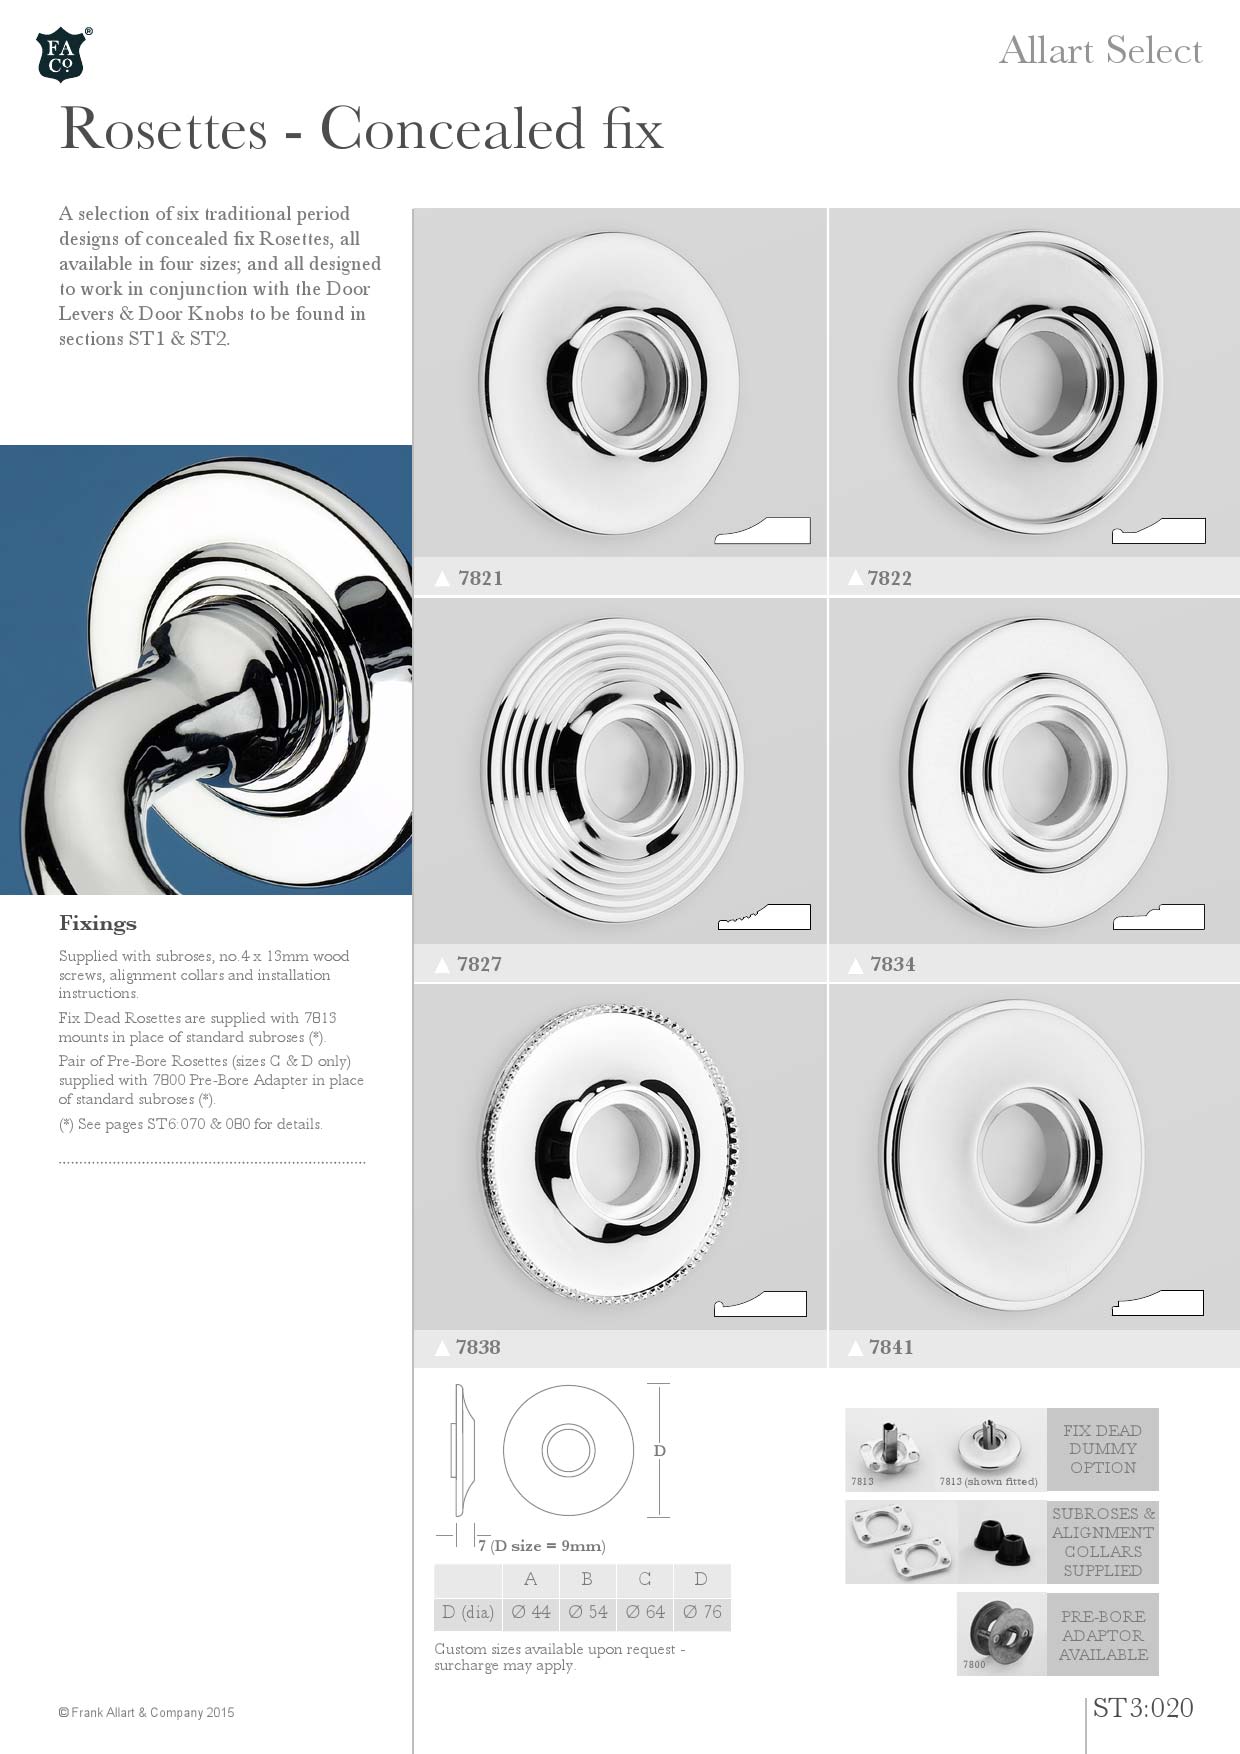 FA
Co.
®
Allart Select
Rosettes - Concealed fix
A selection of six traditional period
designs of concealed fix Rosettes, all
available in four sizes; and all designed
to work in conjunction with the Door
Levers & Door Knobs to be found in
sections ST1 & ST2.
7821
7822
7827
7834
7838
7841
Fixings
Supplied with subroses, no.4 x 13mm wood
screws, alignment collars and installation
instructions.
Fix Dead Rosettes are supplied with 7813
mounts in place of standard subroses (*).
Pair of Pre-Bore Rosettes (sizes C & D only)
supplied with 7800 Pre-Bore Adapter in place
of standard subroses (*).
(*) See pages ST6:070 & 080 for details.
D
7 (D size = 9mm)
A B C D
D (dia) Ø 44 Ø 54 Ø 64 Ø 76
Custom sizes available upon request -
surcharge may apply.
7813
7813 (shown fitted)
FIX DEAD
DUMMY
OPTION
SUBROSES &
ALIGNMENT
COLLARS
SUPPLIED
7800
PRE-BORE
ADAPTOR
AVAILABLE
© Frank Allart & Company 2015
ST3:020